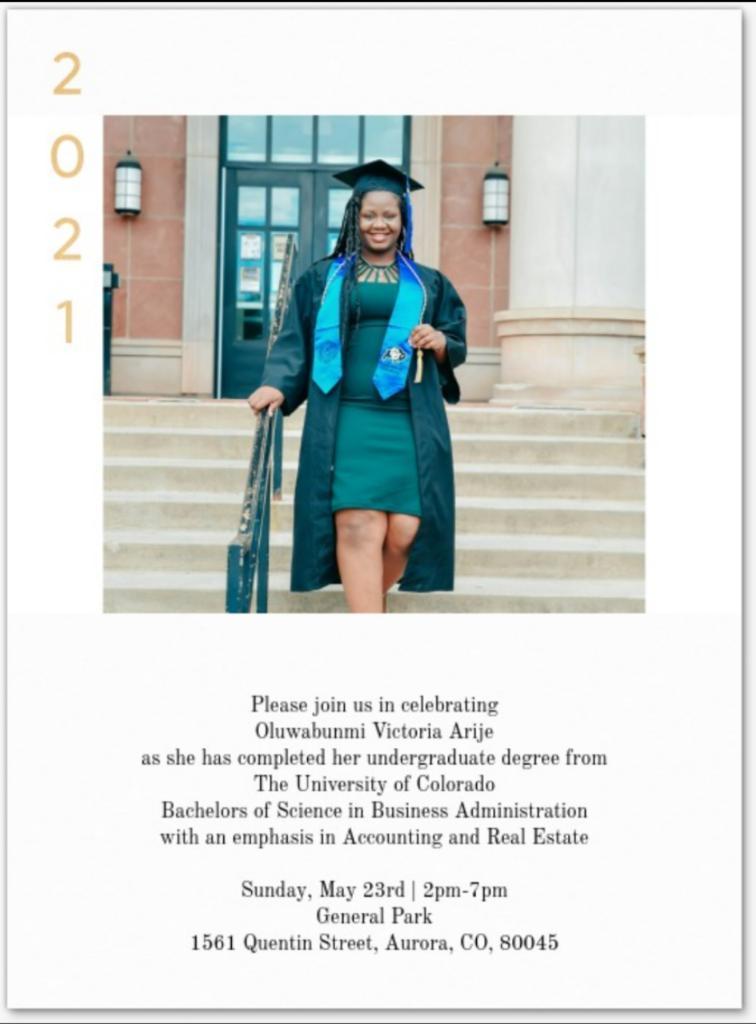 2
0
2
1
Please join us in celebrating
Oluwabunmi Victoria Arije
as she has completed her undergraduate degree from
The University of Colorado
Bachelors of Science in Business Administration
with an emphasis in Accounting and Real Estate
Sunday, May 23rd | 2pm-7pm
General Park
1561 Quentin Street, Aurora, CO, 80045